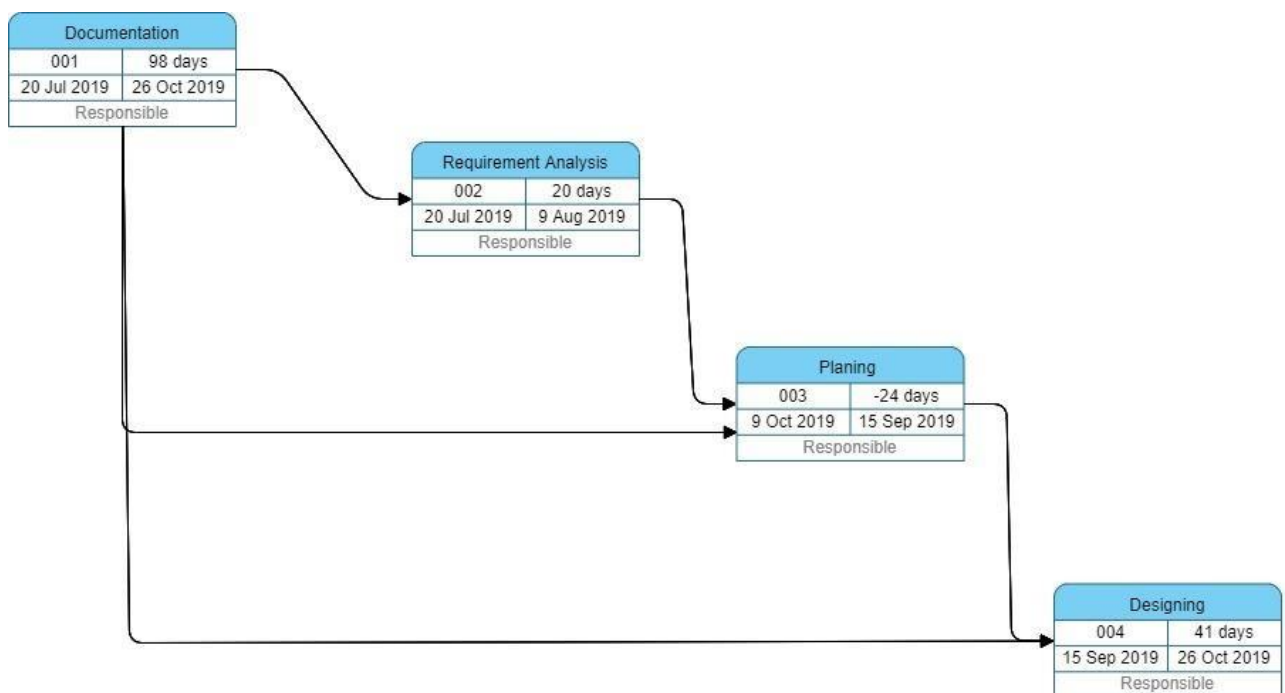 Documentation
001 98 days
20 Jul 2019 26 Oct 2019
Responsible
Requirement Analysis
002 20 days
20 Jul 2019 9 Aug 2019
Responsible
Planing
003 -24 days
9 Oct 2019 15 Sep 2019
Responsible
Designing
004 41 days
15 Sep 2019 26 Oct 2019
Responsible